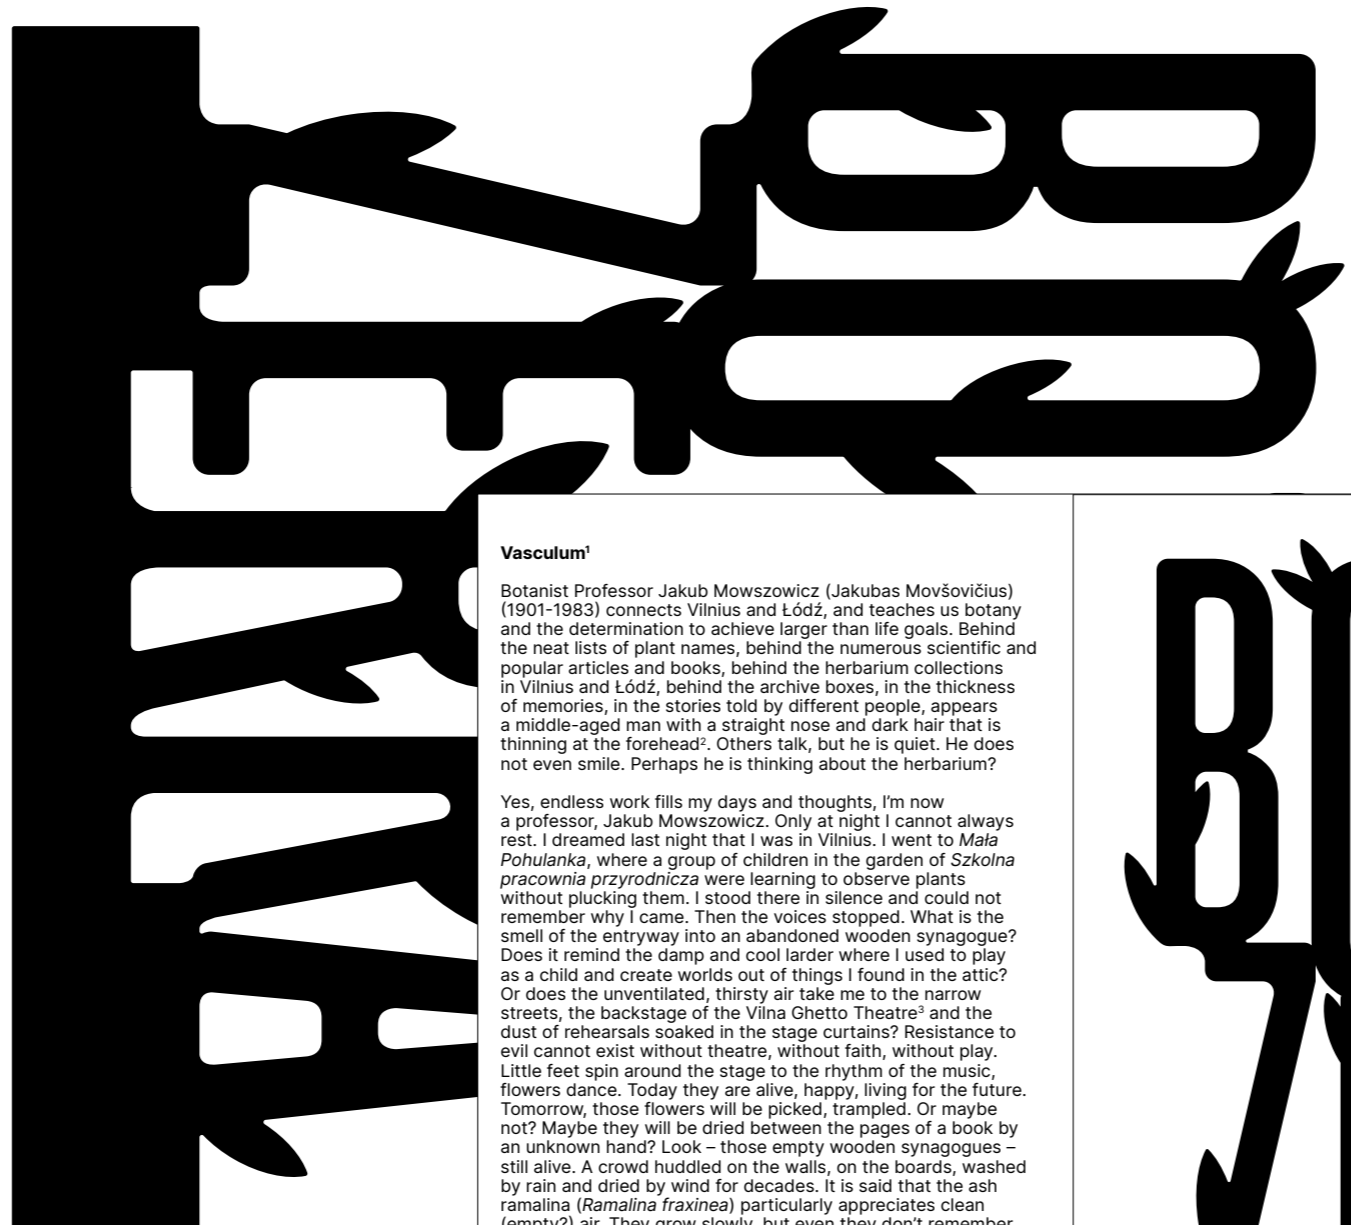 Vasculum¹
Botanist Professor Jakub Mowszowicz (Jakubas Movšovičius)
(1901-1983) connects Vilnius and Łódź, and teaches us botany
and the determination to achieve larger than life goals. Behind
the neat lists of plant names, behind the numerous scientific and
popular articles and books, behind the herbarium collections
in Vilnius and Łódź, behind the archive boxes, in the thickness
of memories, in the stories told by different people, appears
a middle-aged man with a straight nose and dark hair that is
thinning at the forehead². Others talk, but he is quiet. He does
not even smile. Perhaps he is thinking about the herbarium?
Yes, endless work fills my days and thoughts, I'm now
a professor, Jakub Mowszowicz. Only at night I cannot always
rest. I dreamed last night that I was in Vilnius. I went to Mała
Pohulanka, where a group of children in the garden of Szkolna
pracownia przyrodnicza were learning to observe plants
without plucking them. I stood there in silence and could not
remember why I came. Then the voices stopped. What is the
smell of the entryway into an abandoned wooden synagogue?
Does it remind the damp and cool larder where I used to play
as a child and create worlds out of things I found in the attic?
Or does the unventilated, thirsty air take me to the narrow
streets, the backstage of the Vilna Ghetto Theatre³ and the
dust of rehearsals soaked in the stage curtains? Resistance to
evil cannot exist without theatre, without faith, without play.
Little feet spin around the stage to the rhythm of the music,
flowers dance. Today they are alive, happy, living for the future.
Tomorrow, those flowers will be picked, trampled. Or maybe
not? Maybe they will be dried between the pages of a book by
an unknown hand? Look – those empty wooden synagogues –
still alive. A crowd huddled on the walls, on the boards, washed
by rain and dried by wind for decades. It is said that the ash
ramalina (Ramalina fraxinea) particularly appreciates clean
(empty?) air. They grow slowly, but even they don't remember